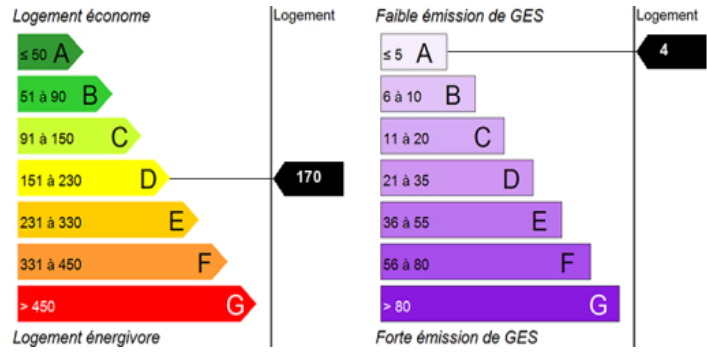 Logement économe
Logement
≤ 50 A
51 à 90 B
91 à 150 C
151 à 230 D
170
231 à 330 E
331 à 450 F
> 450 G
Logement énergivore
Faible émission de GES
Logement
≤ 5 A
4
6 à 10 B
11 à 20 C
21 à 35 D
36 à 55 E
56 à 80 F
> 80 G
Forte émission de GES